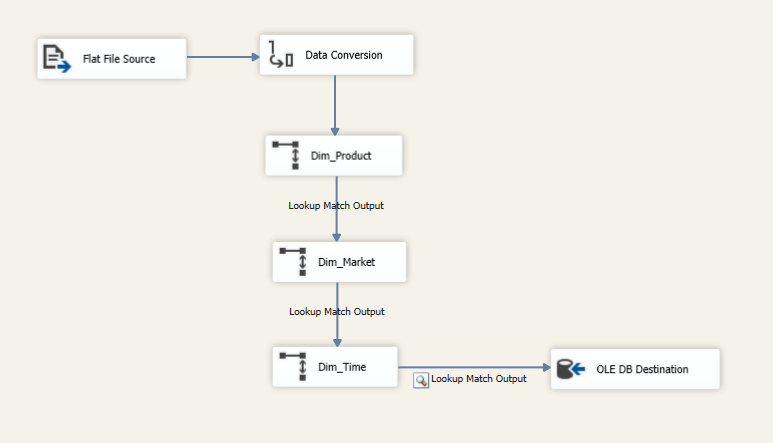 Flat File Source
Data Conversion
Dim_Product
Lookup Match Output
Dim_Market
Lookup Match Output
Dim_Time
Lookup Match Output
OLE DB Destination